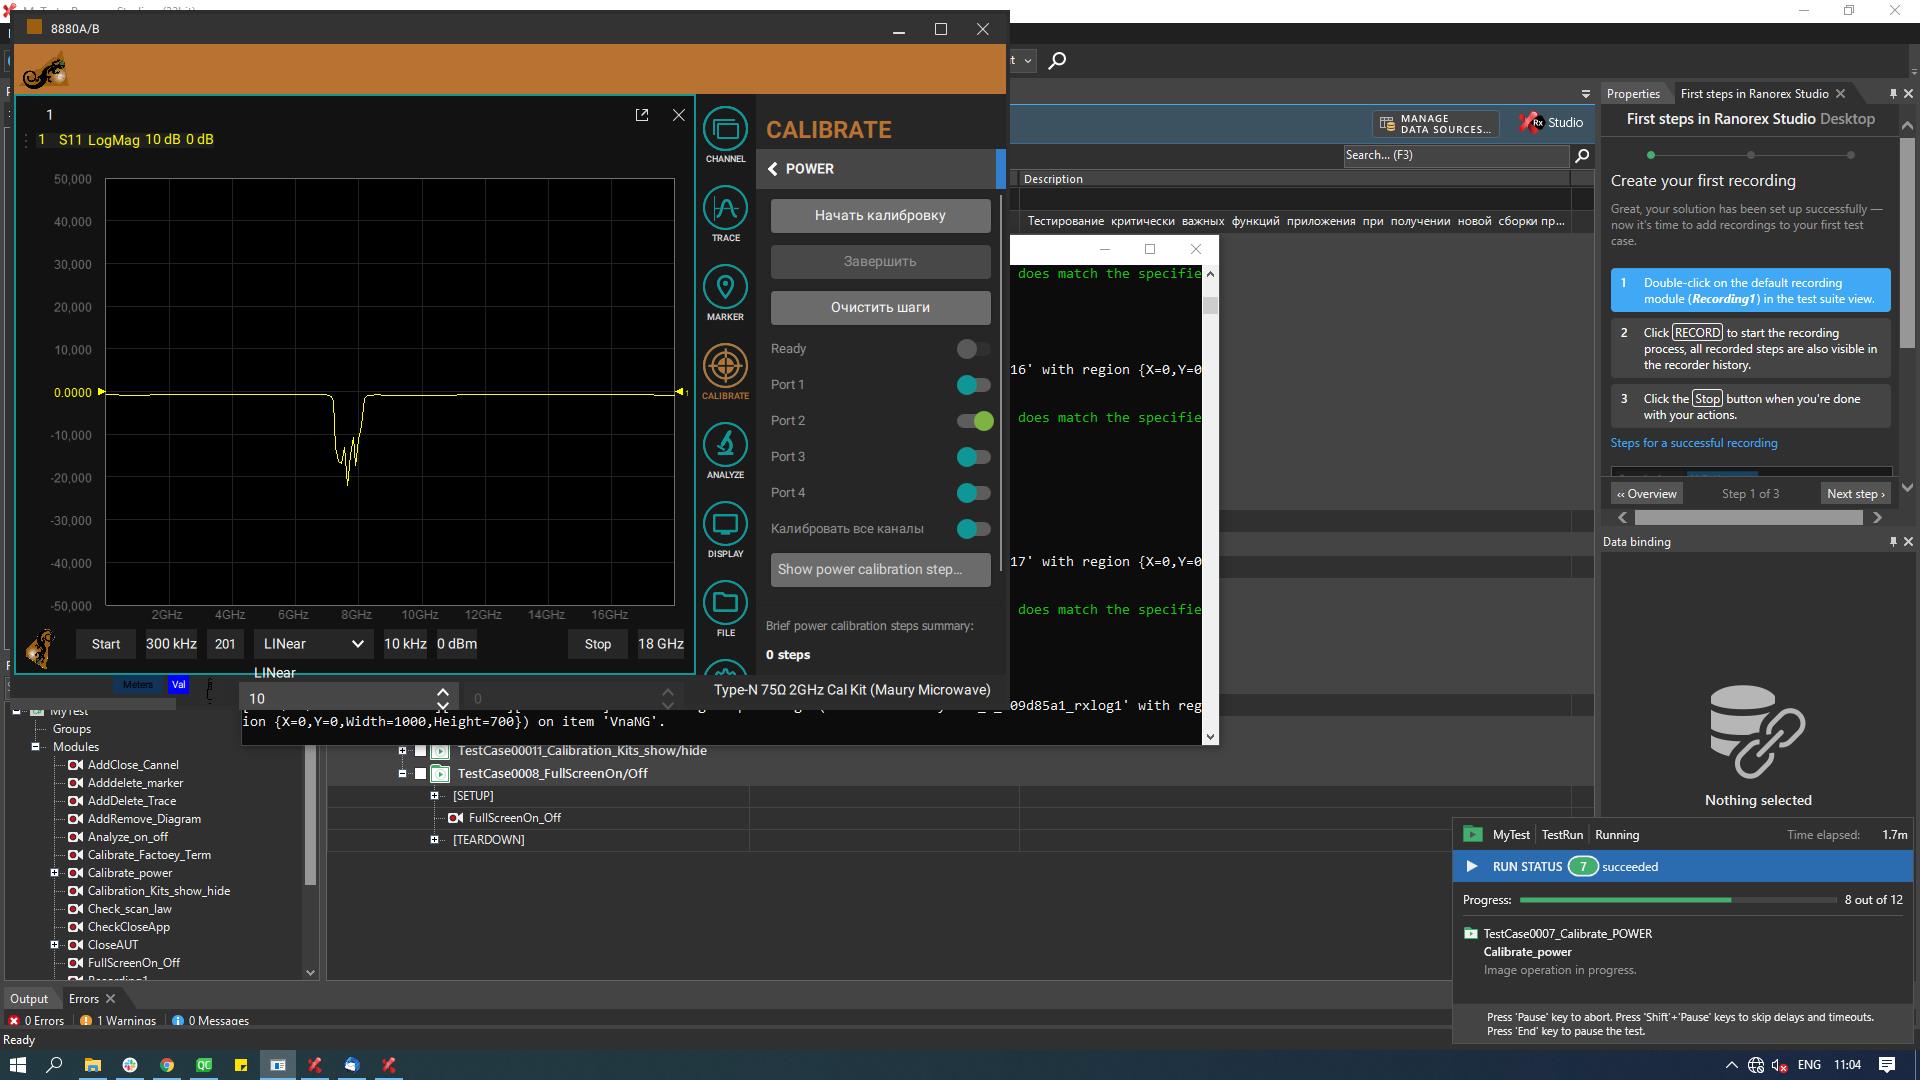 8880A/B
1
1 S11 LogMag 10 dB 0 dB
50,000
40,000
30,000
20,000
10,000
0.0000
-10,000
-20,000
-30,000
-40,000
-50,000
2GHz 4GHz 6GHz 8GHz 10GHz 12GHz 14GHz 16GHz
1
Start 300 kHz 201 LINear 10 kHz 0 dBm Stop 18 GHz
LINear
10
0
Type-N 75Ω 2GHz Cal Kit (Maury Microwave)
CHANNEL
TRACE
MARKER
CALIBRATE
ANALYZE
DISPLAY
FILE
CALIBRATE
POWER
Начать калибровку
Завершить
Очистить шаги
Ready
Port 1
Port 2
Port 3
Port 4
Калибровать все каналы
Show power calibration step...
Brief power calibration steps summary:
0 steps
MANAGE
DATA SOURCES...
Rx Studio
Search... (F3)
Description
Тестирование критически важных функций приложения при получении новой сборки пр...
does match the specifie
16' with region {X=0,Y=0
does match the specifie
17' with region {X=0,Y=0
does match the specifie
09d85a1_rxlog1' with reg
ion {X=0,Y=0,Width=1000,Height=700}) on item 'VnaNG'.
Properties
First steps in Ranorex Studio
First steps in Ranorex Studio Desktop
Create your first recording
Great, your solution has been set up successfully —
now it's time to add recordings to your first test
case.
1 Double-click on the default recording
module (Recording1) in the test suite view.
2 Click RECORD to start the recording
process, all recorded steps are also visible in
the recorder history.
3 Click the Stop button when you're done
with your actions.
Steps for a successful recording
‹‹ Overview Step 1 of 3 Next step ›
Data binding
Nothing selected
Meters Val
MyTest
Groups
Modules
AddClose_Cannel
Adddelete_marker
AddDelete_Trace
AddRemove_Diagram
Analyze_on_off
Calibrate_Factoey_Term
Calibrate_power
Calibration_Kits_show_hide
Check_scan_law
CheckCloseApp
CloseAUT
FullScreenOn_Off
TestCase00011_Calibration_Kits_show/hide
TestCase0008_FullScreenOn/Off
[SETUP]
FullScreenOn_Off
[TEARDOWN]
MyTest TestRun Running Time elapsed: 1.7m
RUN STATUS 7 succeeded
Progress: 8 out of 12
TestCase0007_Calibrate_POWER
Calibrate_power
Image operation in progress.
Press 'Pause' key to abort. Press 'Shift'+'Pause' keys to skip delays and timeouts.
Press 'End' key to pause the test.
Output Errors
0 Errors 1 Warnings 0 Messages
Ready
QC
ENG 11:04